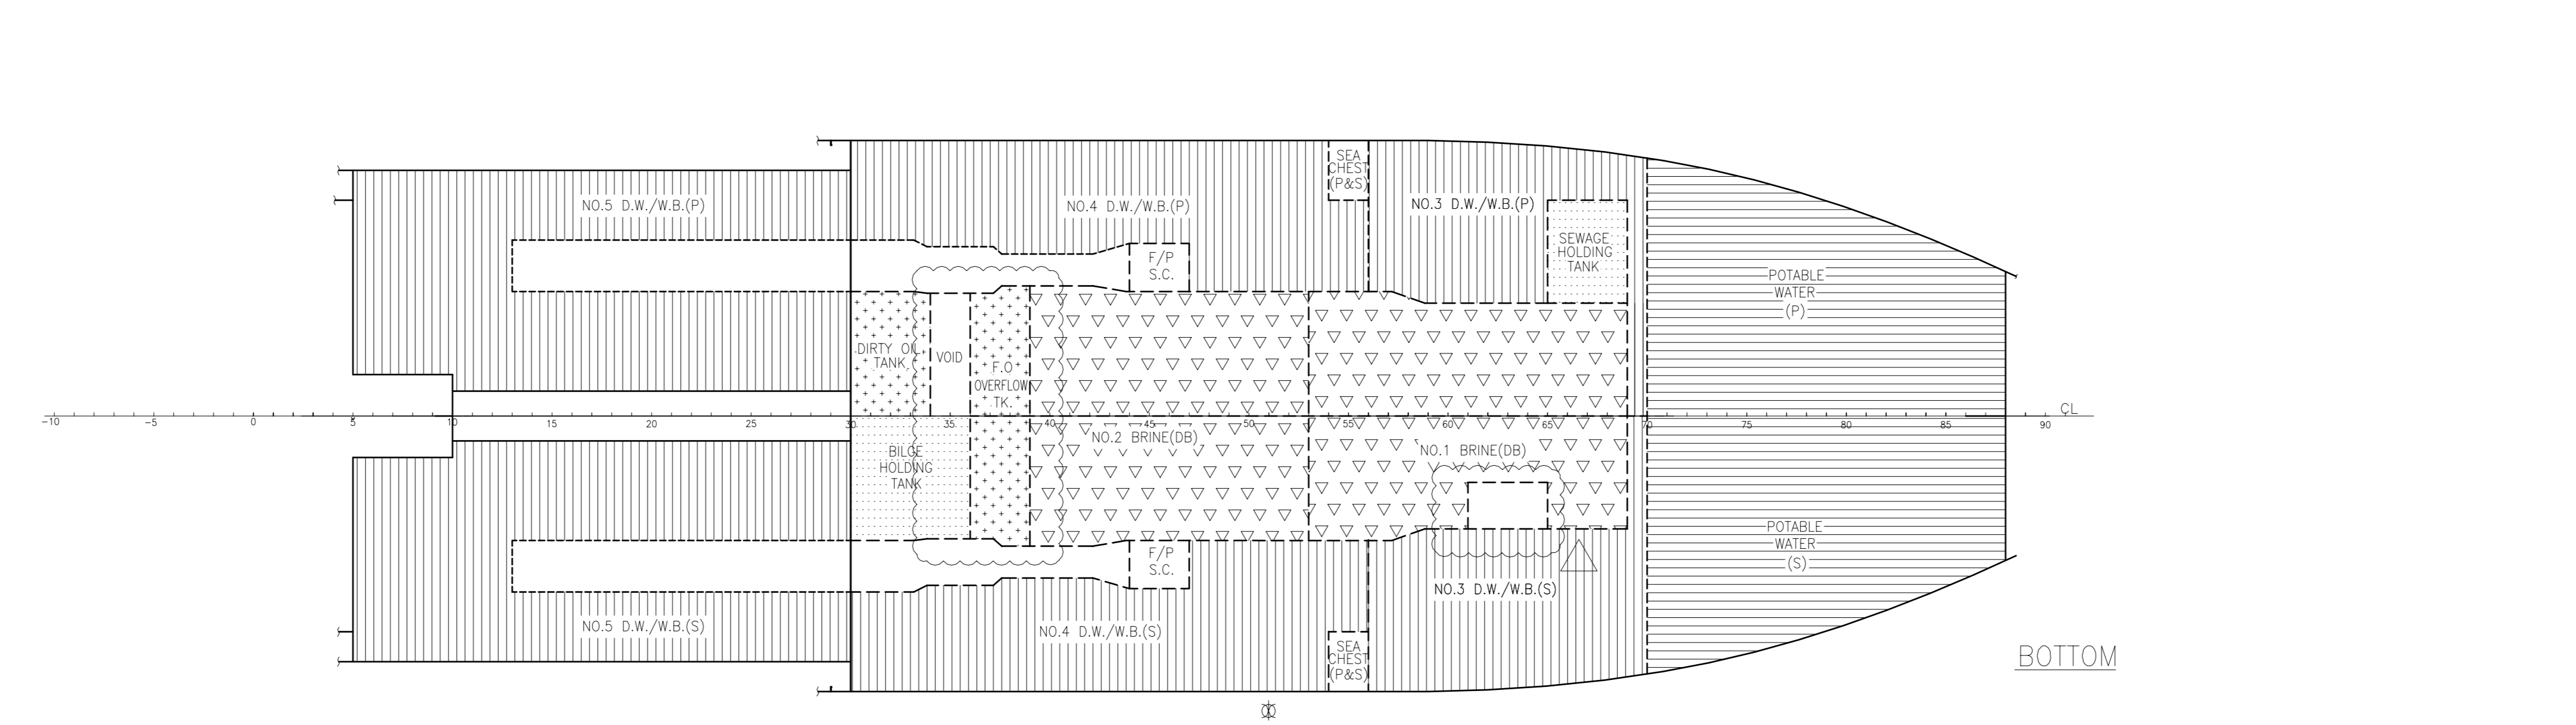 SEA
CHEST
(P&S)
NO.5 D.W./W.B.(P)
NO.4 D.W./W.B.(P)
NO.3 D.W./W.B.(P)
F/P
S.C.
SEWAGE
HOLDING
TANK
POTABLE
WATER
(P)
DIRTY OIL
TANK
VOID
F.O
OVERFLOW
TK.
CL
-10 -5 0 5 10 15 20 25 30 35 40 45 50 55 60 65 70 75 80 85 90
NO.2 BRINE(DB)
NO.1 BRINE(DB)
BILGE
HOLDING
TANK
POTABLE
WATER
(S)
F/P
S.C.
NO.3 D.W./W.B.(S)
NO.5 D.W./W.B.(S)
NO.4 D.W./W.B.(S)
SEA
CHEST
(P&S)
BOTTOM